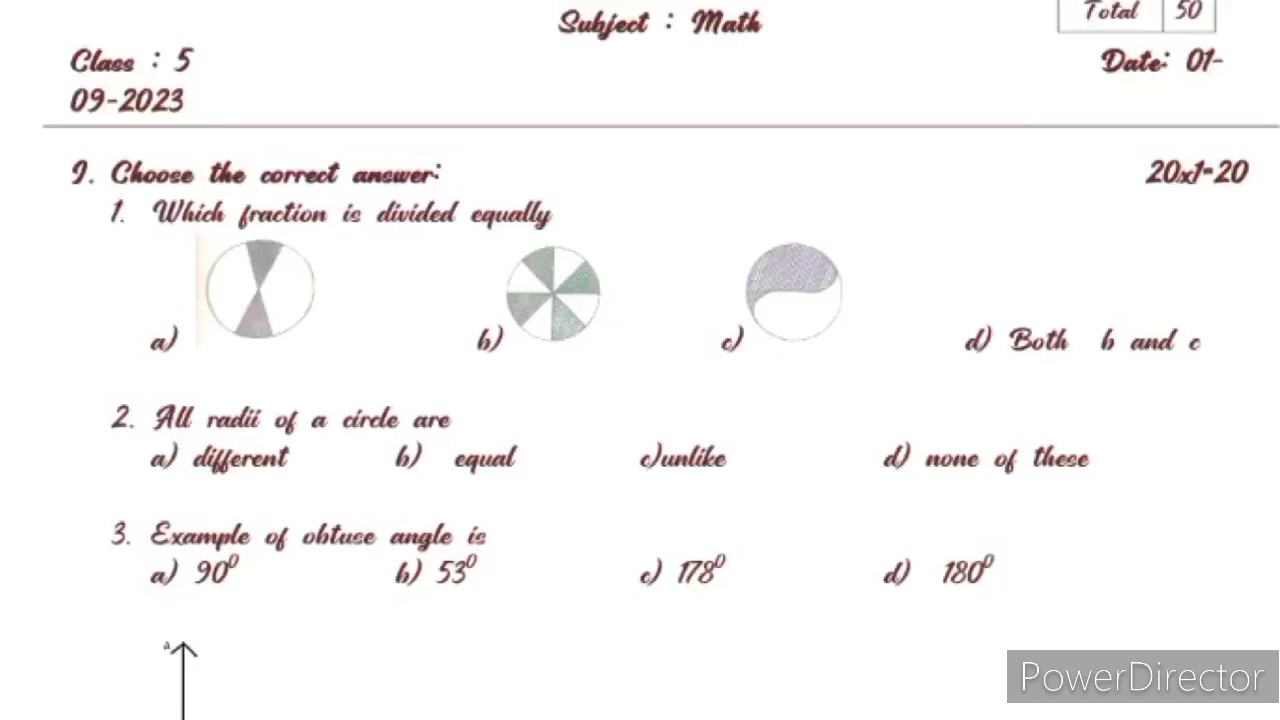 Total 50
Subject : Math
Class : 5 Date: 01-
09-2023
I. Choose the correct answer: 20x1=20
1. Which fraction is divided equally
a) b) c) d) Both b and c
2. All radii of a circle are
a) different b) equal c)unlike d) none of these
3. Example of obtuse angle is
a) 90⁰ b) 53⁰ c) 178⁰ d) 180⁰
A
PowerDirector